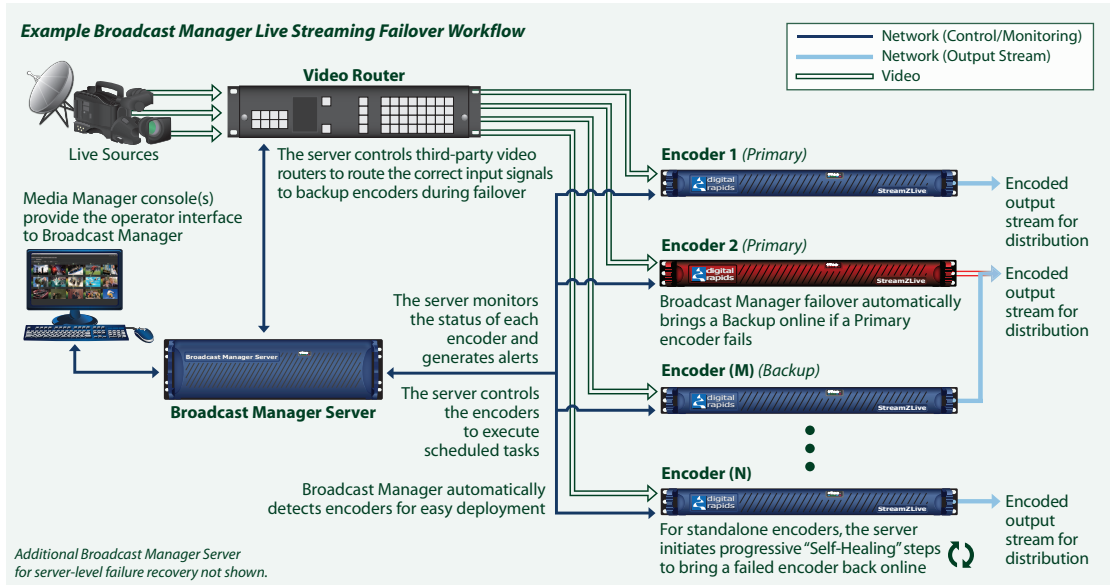 Example Broadcast Manager Live Streaming Failover Workflow
Network (Control/Monitoring)
Network (Output Stream)
Video
Video Router
Live Sources
The server controls third-party video
routers to route the correct input signals
to backup encoders during failover
Media Manager console(s)
provide the operator interface
to Broadcast Manager
Broadcast Manager Server
Broadcast Manager Server
The server monitors
the status of each
encoder and
generates alerts
The server controls
the encoders
to execute
scheduled tasks
Broadcast Manager automatically
detects encoders for easy deployment
Encoder 1 (Primary)
digital
rapids
StreamZLive
Encoded
output
stream for
distribution
Encoder 2 (Primary)
digital
rapids
StreamZLive
Encoded
output
stream for
distribution
Broadcast Manager failover automatically
brings a Backup online if a Primary
encoder fails
Encoder (M) (Backup)
digital
rapids
StreamZLive
Encoder (N)
digital
rapids
StreamZLive
Encoded
output
stream for
distribution
For standalone encoders, the server
initiates progressive “Self-Healing” steps
to bring a failed encoder back online
Additional Broadcast Manager Server
for server-level failure recovery not shown.